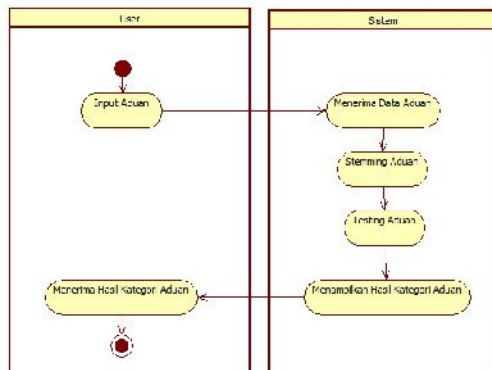 User
Sistem
Input Aduan
Menerima Data Aduan
Stemming Aduan
Testing Aduan
Menerima Hasil Kategori Aduan
Menampilkan Hasil Kategori Aduan